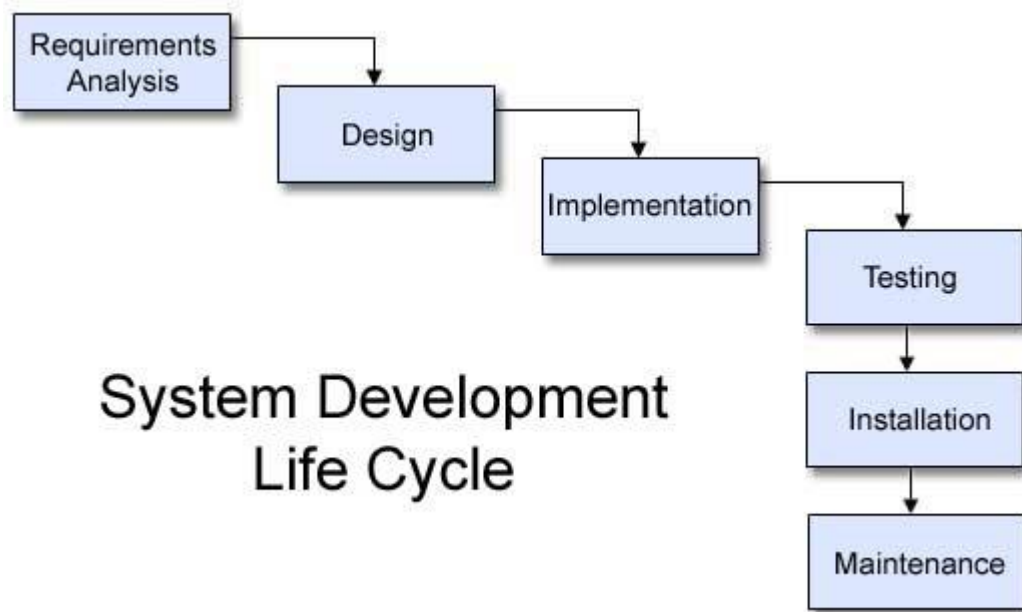 Requirements
Analysis
Design
Implementation
Testing
System Development
Life Cycle
Installation
Maintenance